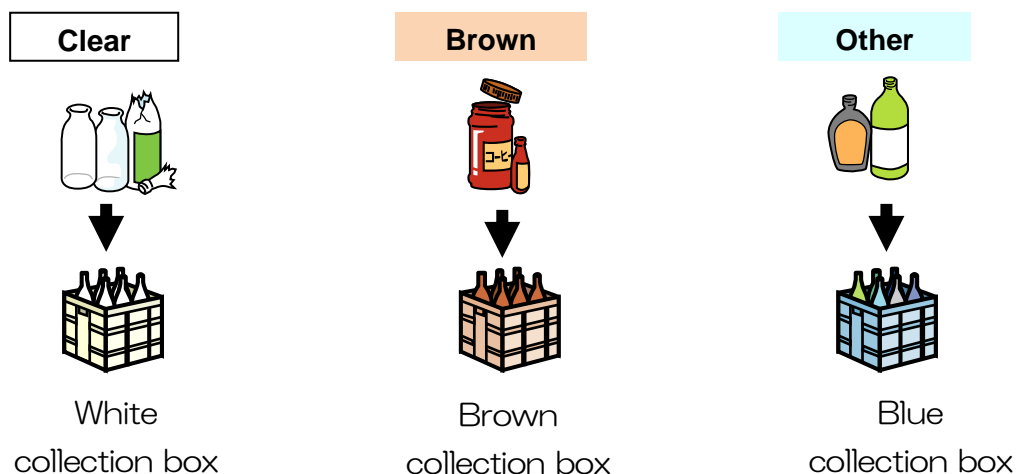 Clear
Brown
Other
コーヒー
White
collection box
Brown
collection box
Blue
collection box